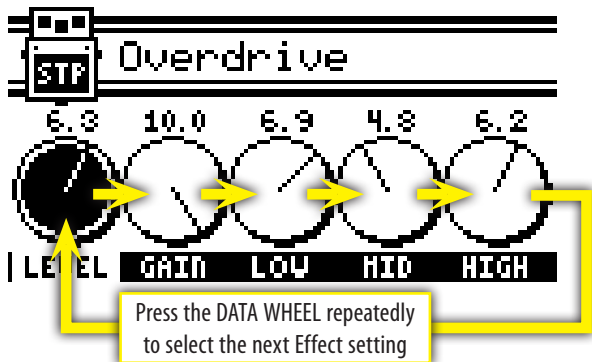 STP Overdrive
6.3 10.0 6.9 4.8 6.2
LEVEL GAIN LOW MID HIGH
Press the DATA WHEEL repeatedly
to select the next Effect setting